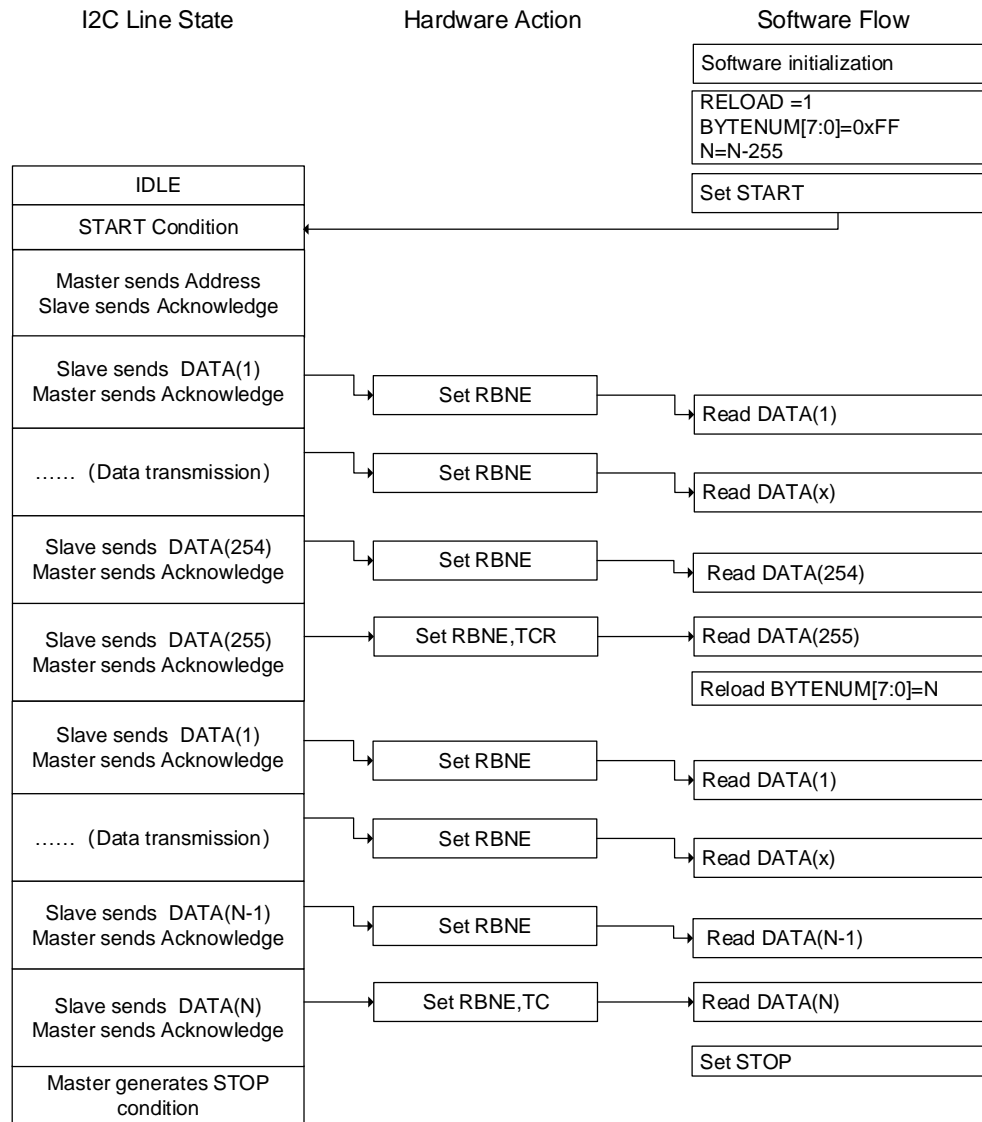 I2C Line State
Hardware Action
Software Flow
Software initialization
RELOAD =1
BYTENUM[7:0]=0xFF
N=N-255
IDLE
Set START
START Condition
Master sends Address
Slave sends Acknowledge
Slave sends DATA(1)
Master sends Acknowledge
Set RBNE
Read DATA(1)
...... (Data transmission)
Set RBNE
Read DATA(x)
Slave sends DATA(254)
Master sends Acknowledge
Set RBNE
Read DATA(254)
Slave sends DATA(255)
Master sends Acknowledge
Set RBNE,TCR
Read DATA(255)
Reload BYTENUM[7:0]=N
Slave sends DATA(1)
Master sends Acknowledge
Set RBNE
Read DATA(1)
...... (Data transmission)
Set RBNE
Read DATA(x)
Slave sends DATA(N-1)
Master sends Acknowledge
Set RBNE
Read DATA(N-1)
Slave sends DATA(N)
Master sends Acknowledge
Set RBNE,TC
Read DATA(N)
Set STOP
Master generates STOP
condition